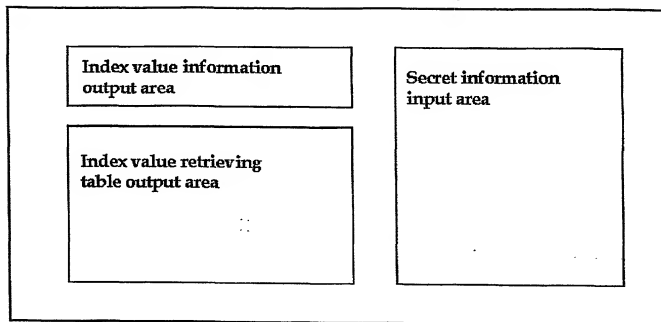 Index value information
output area
Index value retrieving
table output area
Secret information
input area